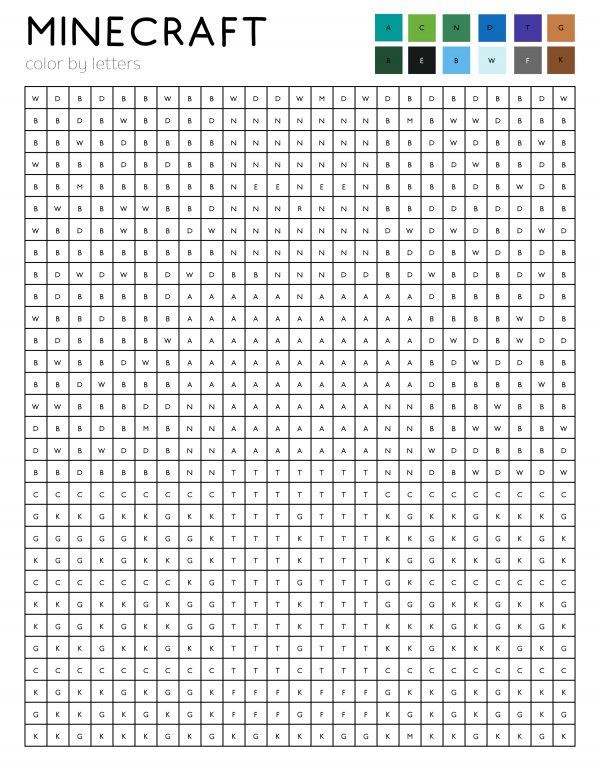 MINECRAFT
color by letters
A C N D T G
R E B W F K
W D B D B B W B B W D D W M D W D B D B D B B D W
B B D B W B D B D N N N N N N N B M B W W D B B B
B B W B D B B B B N N N N N N N B B D W D B B W B
W B B B D B D B B N N N N N N N B B B D W B B D B
B B M B B B B B B N E E N E E N B B B B D B W D B
B W B B W W B B D N N N R N N N B B D D B D D B B
W B D B W B B D W N N N N N N N D W D W D B D W D
B B B B B B B B B N N N N N N N B D D B W D B D B
B D W D W B D W D B B N N N D D B D W B D B D W B
B D B B B B D A A A A A N A A A A A D B B B B D B
W B B D B B B A A A A A A A A A A A B B B B W D B
B D B B B B W A A A A A A A A A A A D W D B W D D
B W B B D W B A A A A A A A A A A A B D W D D B B
B B D W B B B A A A A A A A A A A A D B B B B W B
W W B B B D D N N A A A A A A A N N B B B W B B B
D B B D B M B N N A A A A A A A N N B B W W B B W
D W B W D D B N N A A A A A A A N N W D D B B B D
B B D B B B B N N T T T T T T T N N D B W D W D W
C C C C C C C C C T T T T T T T C C C C C C C C C
G K K G K K G K K T T T G T T T K G K K G K K K G
G G G G K G G K G T T T K T T T K K G K G G K G G
K G G K G G K K G T T T K T T T K G G K K G G K K
C C C C C C C K G T T T G T T T G K C C C C C C C
K K G K K G K G G T T T K T T T G G G G K G K K G
K G G K G G K K G T T T K T T T K K K G K G K G K
G K K G G K G K K T T T G T T T K K G K K K G K G
C C C C C C C C C T T T C T T T C C C C C C C C C
K G K K G K G G K F F F K F F F G K K G K G G K K
G K K G K K G K G F F F G F F F K K K G G K K G K
K K G K K G K G K G K K K G G K M K K G K K G K